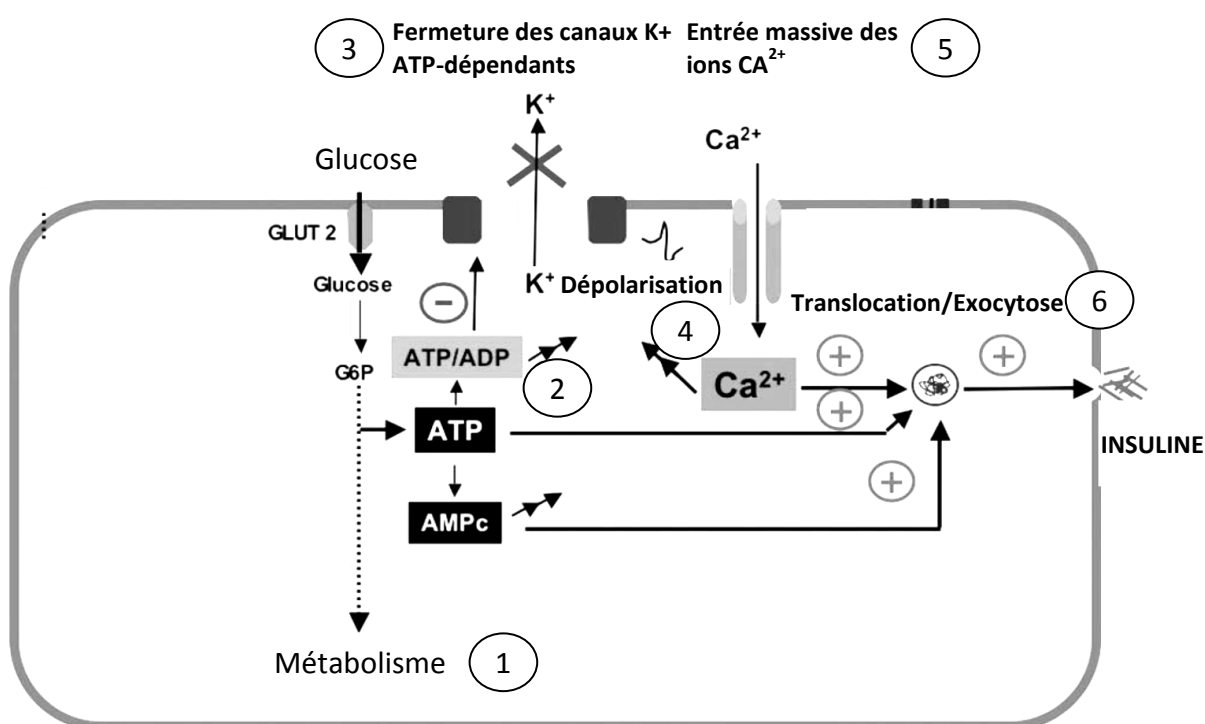 3
Fermeture des canaux K+
ATP-dépendants
Entrée massive des
ions CA²⁺
5
K⁺
Ca²⁺
Glucose
GLUT 2
Glucose
K⁺
Dépolarisation
Translocation/Exocytose
6
−
4
G6P
ATP/ADP
2
Ca²⁺
+
+
+
ATP
INSULINE
+
AMPc
Métabolisme
1